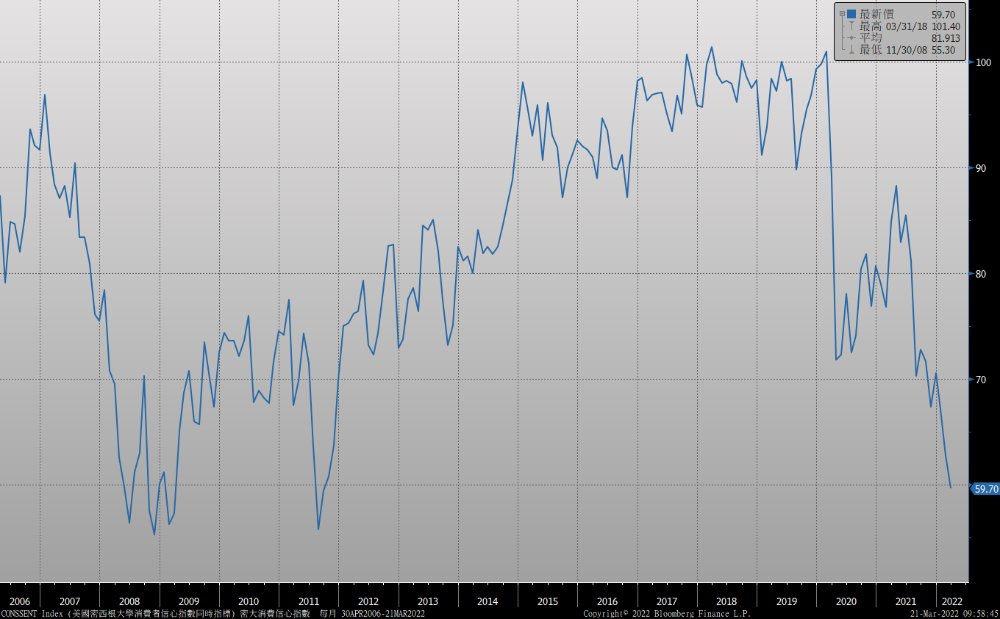 最新價 59.70
最高 03/31/18 101.40
平均 81.913
最低 11/30/08 55.30
100
90
80
70
59.70
2006 2007 2008 2009 2010 2011 2012 2013 2014 2015 2016 2017 2018 2019 2020 2021 2022
CONSSENT Index (美國密西根大學消費者信心指數同時指標) 密大消費信心指數 每月 30APR2006-21MAR2022 Copyright© 2022 Bloomberg Finance L.P. 21-Mar-2022 09:58:45